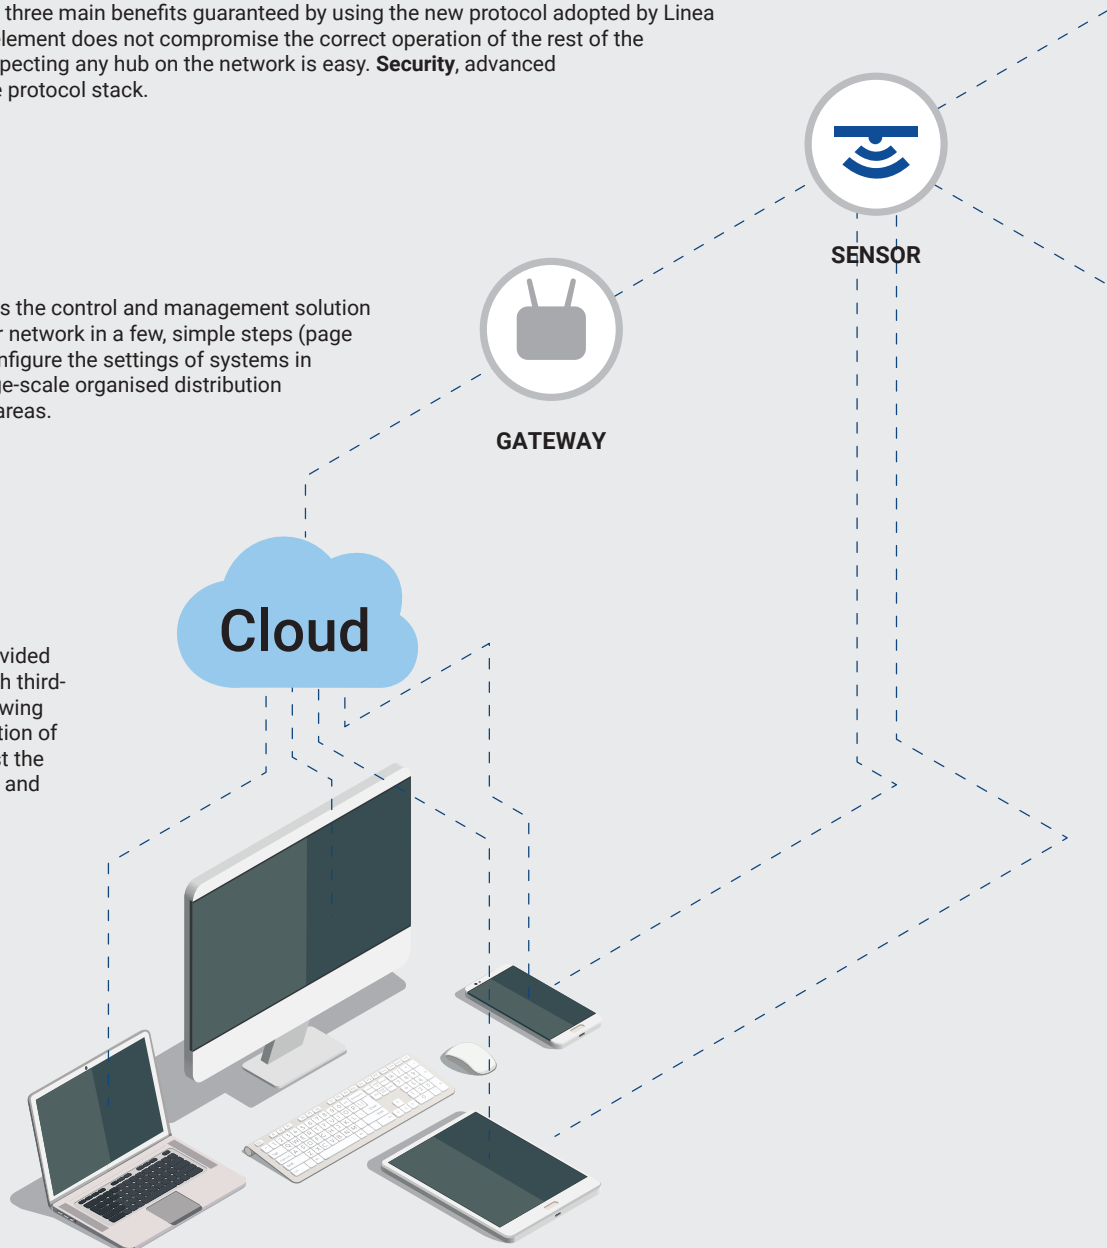 three main benefits guaranteed by using the new protocol adopted by Linea
element does not compromise the correct operation of the rest of the
pecting any hub on the network is easy. Security, advanced
protocol stack.
SENSOR
s the control and management solution
r network in a few, simple steps (page
nfigure the settings of systems in
ge-scale organised distribution
areas.
GATEWAY
Cloud
vided
h third-
wing
tion of
st the
and